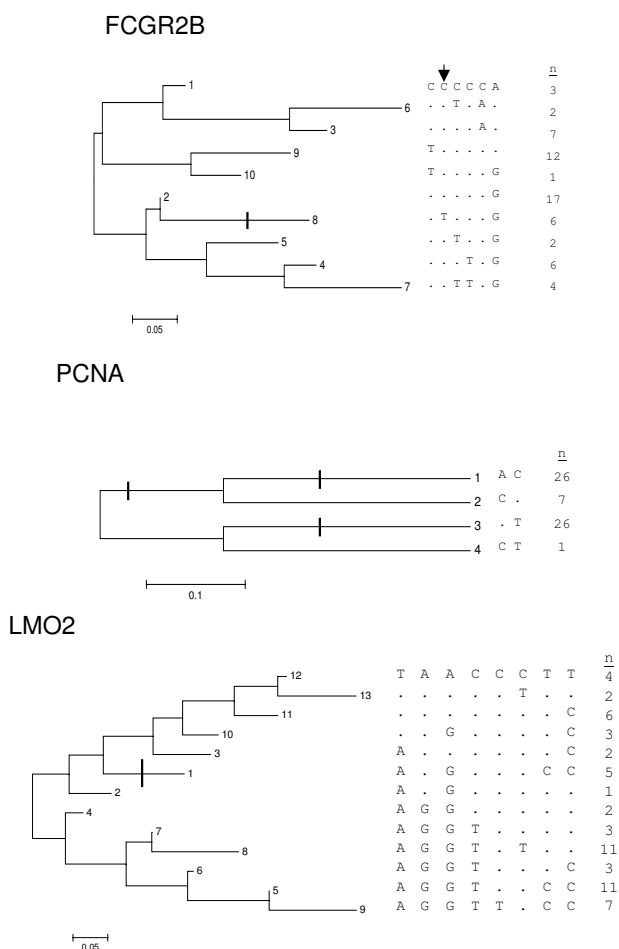 FCGR2B
n
1 C C C C C A 3
6 . . T . A . 2
3 . . . . A . 7
9 T . . . . . 12
10 T . . . . G 1
2 . . . . . G 17
8 . T . . . G 6
5 . . T . . G 2
4 . . . T . G 6
7 . . T T . G 4
0.05
PCNA
n
1 A C 26
2 C . 7
3 . T 26
4 C T 1
0.1
LMO2
n
12 T A A C C C T T 4
13 . . . . . T . . 2
11 . . . . . . . C 6
10 . . G . . . . C 3
3 A . . . . . . C 2
1 A . G . . . C C 5
2 A . G . . . . . 1
4 A G G . . . . . 2
7 A G G T . . . . 3
8 A G G T . T . . 11
6 A G G T . . . C 3
5 A G G T . . C C 11
9 A G G T T . C C 7
0.05